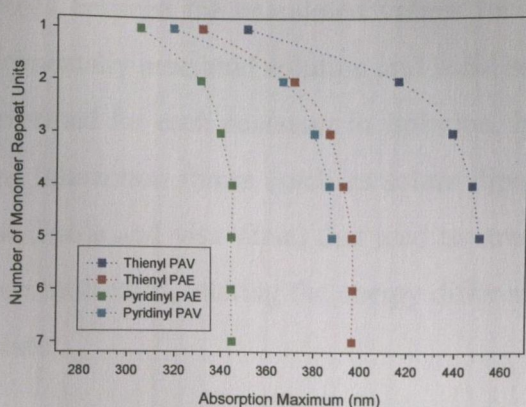 Number of Monomer Repeat Units
1
2
3
4
5
6
7
Thienyl PAV
Thienyl PAE
Pyridinyl PAE
Pyridinyl PAV
280 300 320 340 360 380 400 420 440 460
Absorption Maximum (nm)